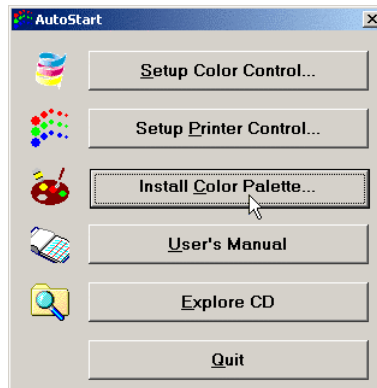 AutoStart
Setup Color Control...
Setup Printer Control...
Install Color Palette...
User's Manual
Explore CD
Quit